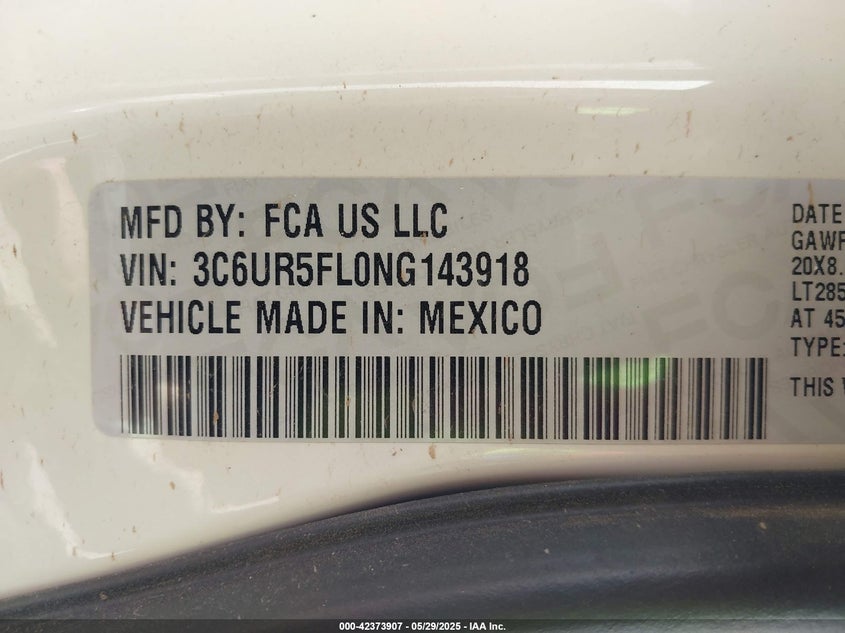 MFD BY: FCA US LLC
VIN: 3C6UR5FL0NG143918
VEHICLE MADE IN: MEXICO
DATE
GAWR
20X8.
LT285
AT 45
TYPE:
THIS
000-42373907 / 05/29/2025 - IAA Inc.